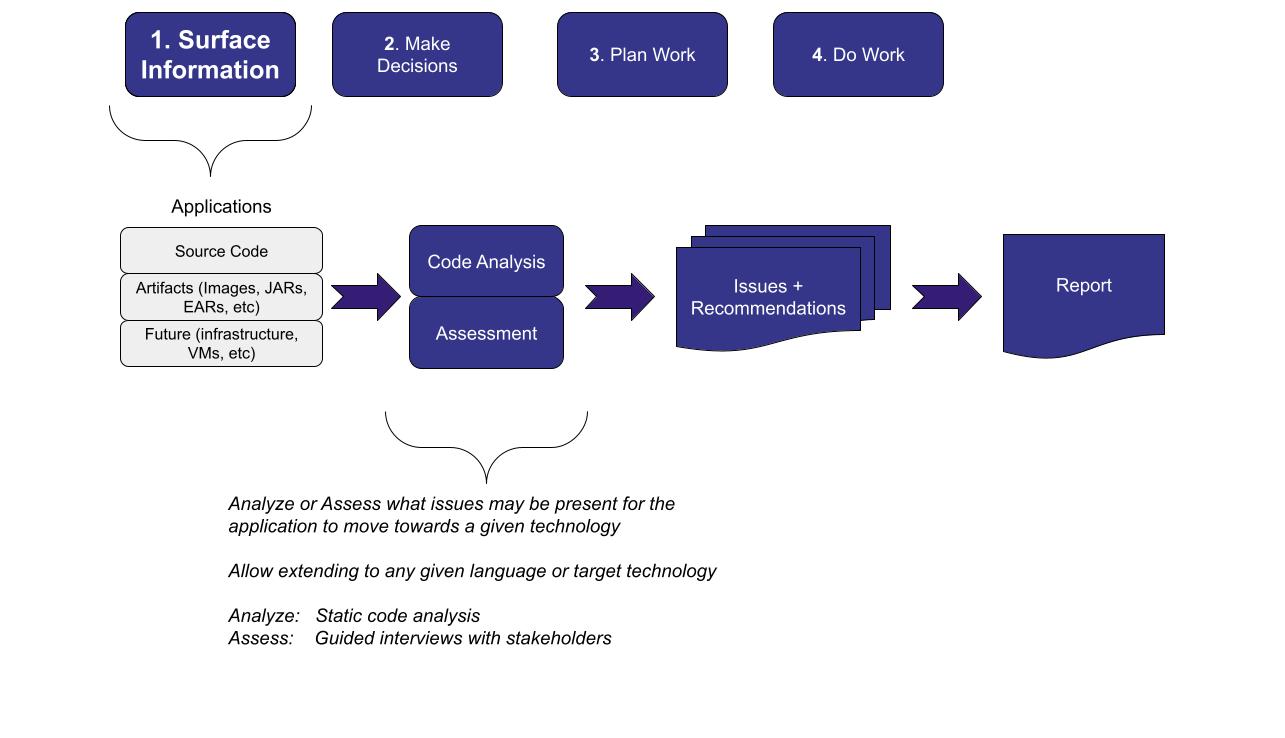 1. Surface
Information
2. Make
Decisions
3. Plan Work
4. Do Work
Applications
Source Code
Artifacts (Images, JARs,
EARs, etc)
Future (infrastructure,
VMs, etc)
Code Analysis
Assessment
Issues +
Recommendations
Report
Analyze or Assess what issues may be present for the
application to move towards a given technology
Allow extending to any given language or target technology
Analyze: Static code analysis
Assess: Guided interviews with stakeholders